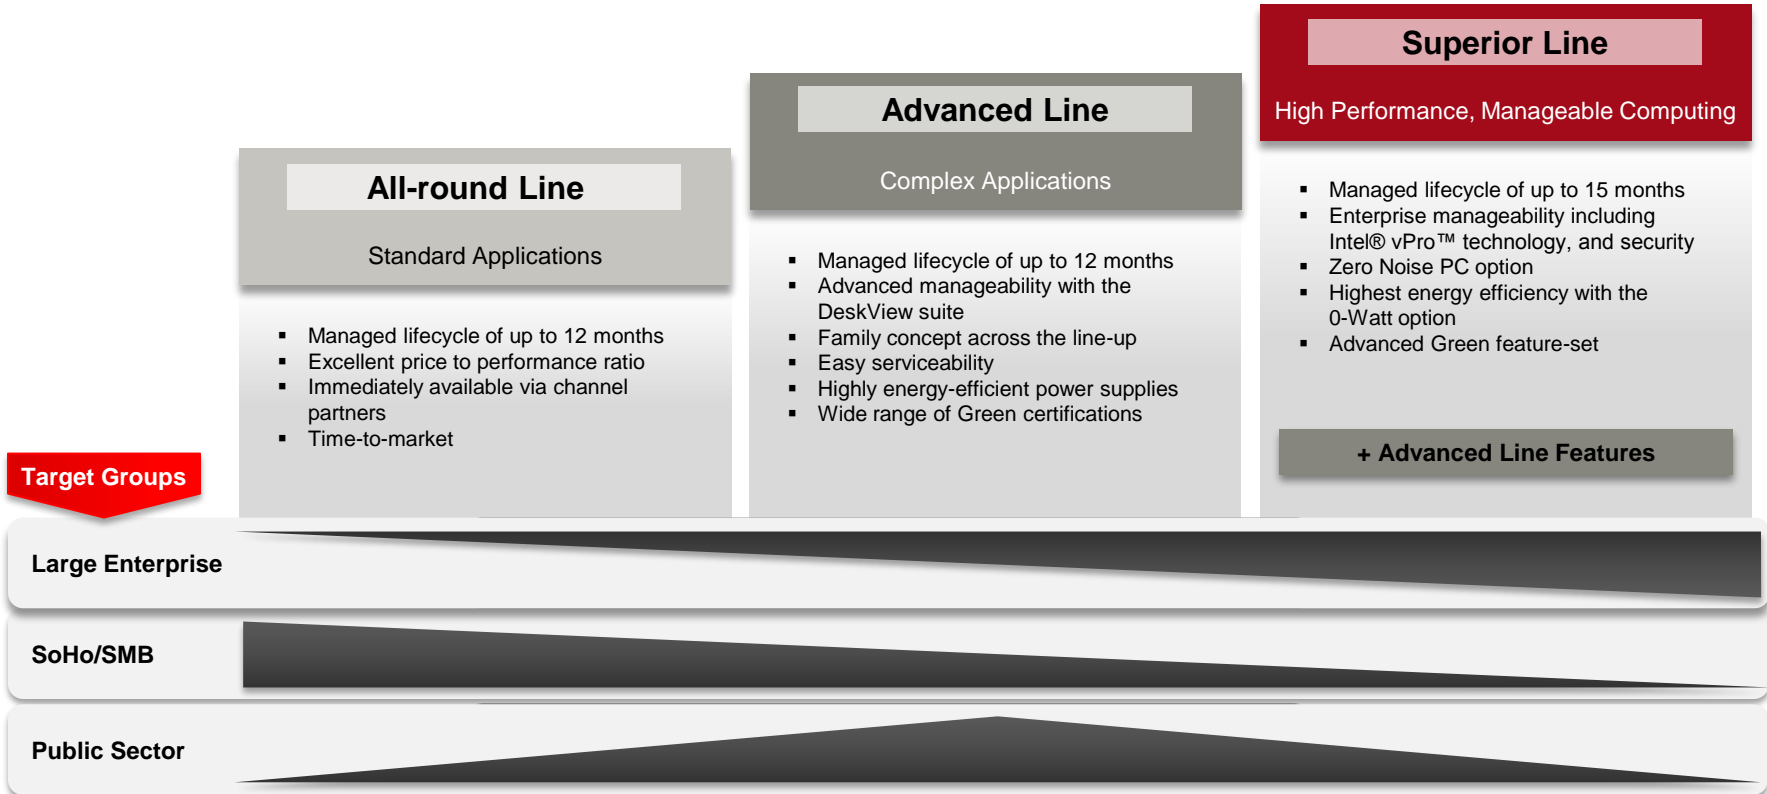 All-round Line
Standard Applications
▪ Managed lifecycle of up to 12 months
▪ Excellent price to performance ratio
▪ Immediately available via channel
partners
▪ Time-to-market
Advanced Line
Complex Applications
▪ Managed lifecycle of up to 12 months
▪ Advanced manageability with the
DeskView suite
▪ Family concept across the line-up
▪ Easy serviceability
▪ Highly energy-efficient power supplies
▪ Wide range of Green certifications
Superior Line
High Performance, Manageable Computing
▪ Managed lifecycle of up to 15 months
▪ Enterprise manageability including
Intel® vPro™ technology, and security
▪ Zero Noise PC option
▪ Highest energy efficiency with the
0-Watt option
▪ Advanced Green feature-set
+ Advanced Line Features
Target Groups
Large Enterprise
SoHo/SMB
Public Sector